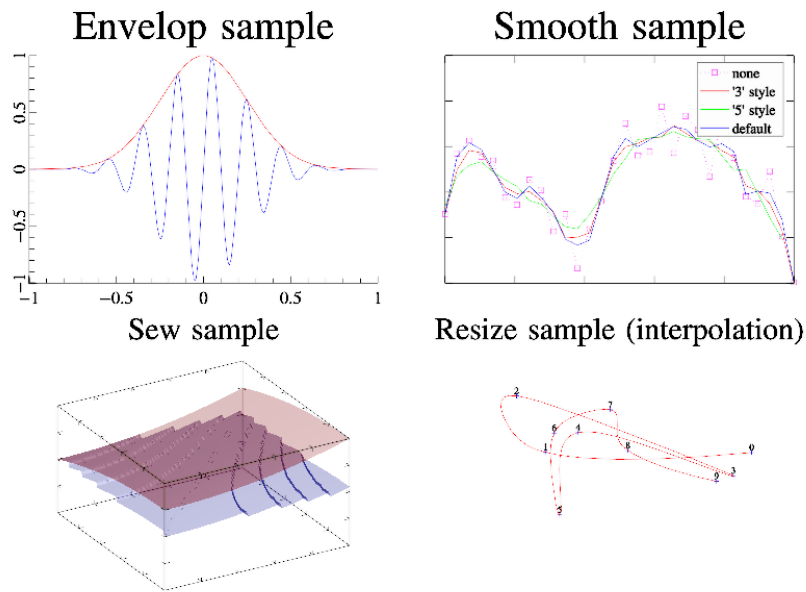 Envelop sample
Smooth sample
1
0.5
0
−0.5
−1
−1
−0.5
0
0.5
1
none
'3' style
'5' style
default
Sew sample
Resize sample (interpolation)
2
7
6
4
1
8
0
3
9
5